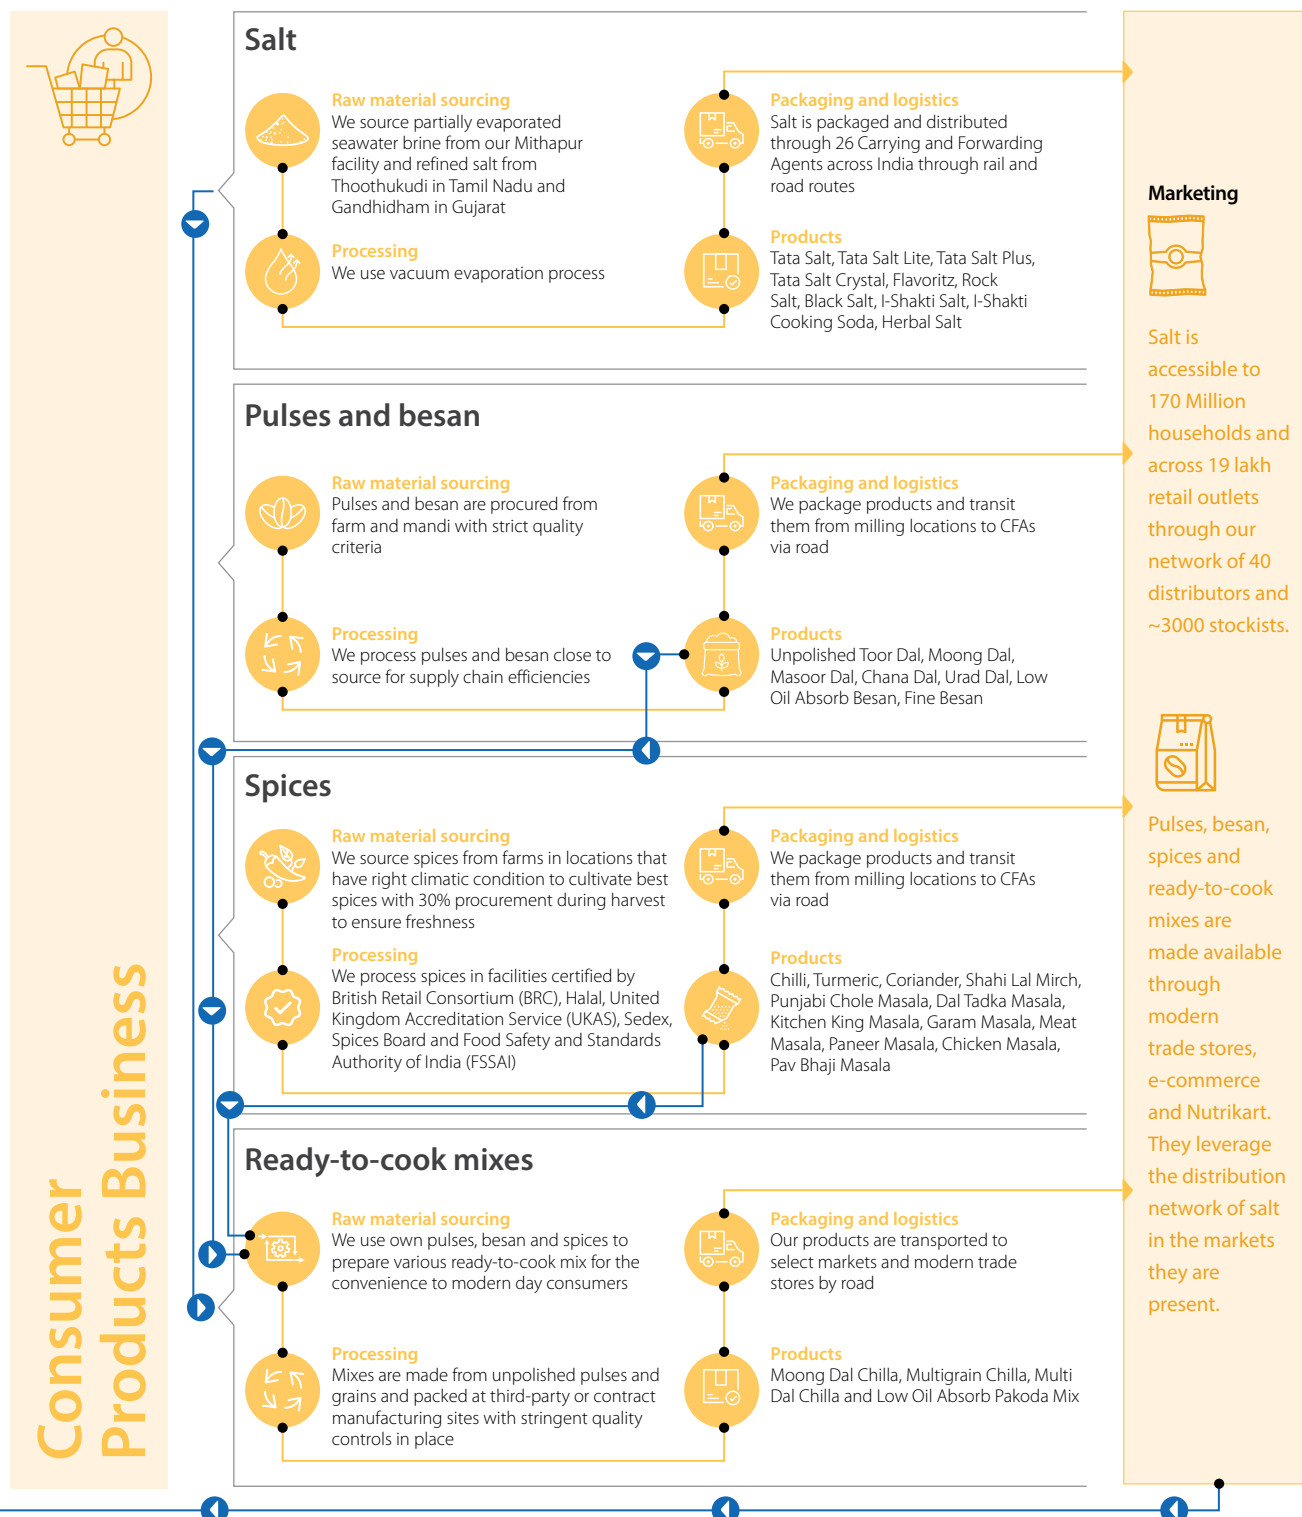 Consumer
Products Business
Salt
Raw material sourcing
We source partially evaporated
seawater brine from our Mithapur
facility and refined salt from
Thoothukudi in Tamil Nadu and
Gandhidham in Gujarat
Processing
We use vacuum evaporation process
Packaging and logistics
Salt is packaged and distributed
through 26 Carrying and Forwarding
Agents across India through rail and
road routes
Products
Tata Salt, Tata Salt Lite, Tata Salt Plus,
Tata Salt Crystal, Flavoritz, Rock
Salt, Black Salt, I-Shakti Salt, I-Shakti
Cooking Soda, Herbal Salt
Pulses and besan
Raw material sourcing
Pulses and besan are procured from
farm and mandi with strict quality
criteria
Processing
We process pulses and besan close to
source for supply chain efficiencies
Packaging and logistics
We package products and transit
them from milling locations to CFAs
via road
Products
Unpolished Toor Dal, Moong Dal,
Masoor Dal, Chana Dal, Urad Dal, Low
Oil Absorb Besan, Fine Besan
Spices
Raw material sourcing
We source spices from farms in locations that
have right climatic condition to cultivate best
spices with 30% procurement during harvest
to ensure freshness
Processing
We process spices in facilities certified by
British Retail Consortium (BRC), Halal, United
Kingdom Accreditation Service (UKAS), Sedex,
Spices Board and Food Safety and Standards
Authority of India (FSSAI)
Packaging and logistics
We package products and transit
them from milling locations to CFAs
via road
Products
Chilli, Turmeric, Coriander, Shahi Lal Mirch,
Punjabi Chole Masala, Dal Tadka Masala,
Kitchen King Masala, Garam Masala, Meat
Masala, Paneer Masala, Chicken Masala,
Pav Bhaji Masala
Ready-to-cook mixes
Raw material sourcing
We use own pulses, besan and spices to
prepare various ready-to-cook mix for the
convenience to modern day consumers
Processing
Mixes are made from unpolished pulses and
grains and packed at third-party or contract
manufacturing sites with stringent quality
controls in place
Packaging and logistics
Our products are transported to
select markets and modern trade
stores by road
Products
Moong Dal Chilla, Multigrain Chilla, Multi
Dal Chilla and Low Oil Absorb Pakoda Mix
Marketing
Salt is
accessible to
170 Million
households and
across 19 lakh
retail outlets
through our
network of 40
distributors and
~3000 stockists.
Pulses, besan,
spices and
ready-to-cook
mixes are
made available
through
modern
trade stores,
e-commerce
and Nutrikart.
They leverage
the distribution
network of salt
in the markets
they are
present.